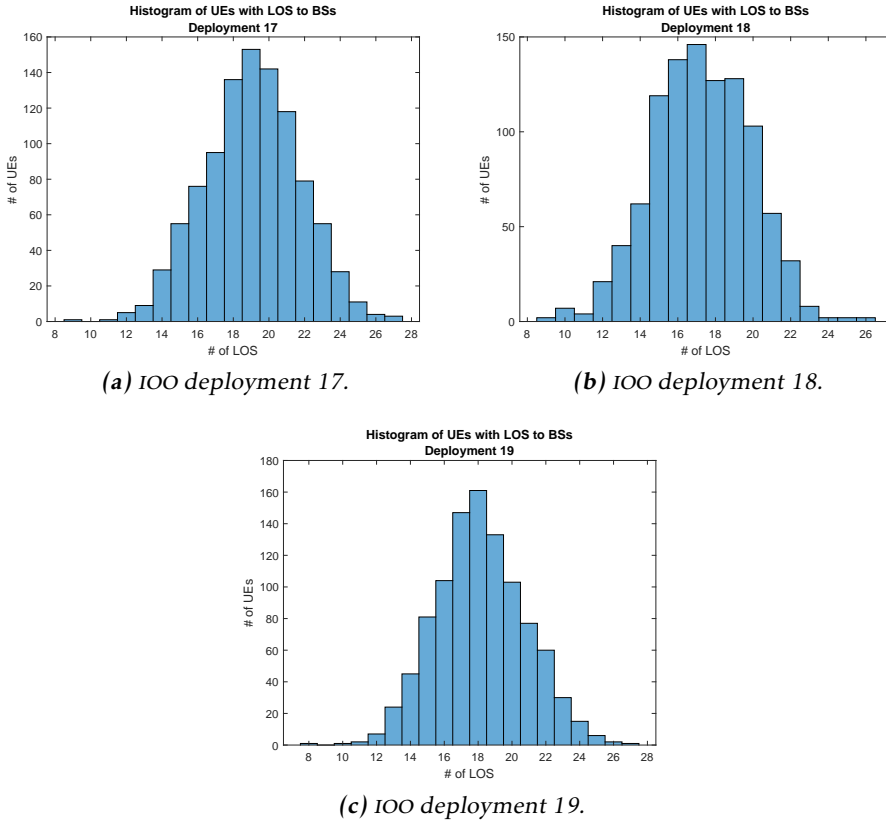 Histogram of UEs with LOS to BSs
Deployment 17
160
140
120
100
80
60
40
20
0
# of UEs
8 10 12 14 16 18 20 22 24 26 28
# of LOS
(a) IOO deployment 17.
Histogram of UEs with LOS to BSs
Deployment 18
150
100
50
0
# of UEs
8 10 12 14 16 18 20 22 24 26
# of LOS
(b) IOO deployment 18.
Histogram of UEs with LOS to BSs
Deployment 19
180
160
140
120
100
80
60
40
20
0
# of UEs
8 10 12 14 16 18 20 22 24 26 28
# of LOS
(c) IOO deployment 19.